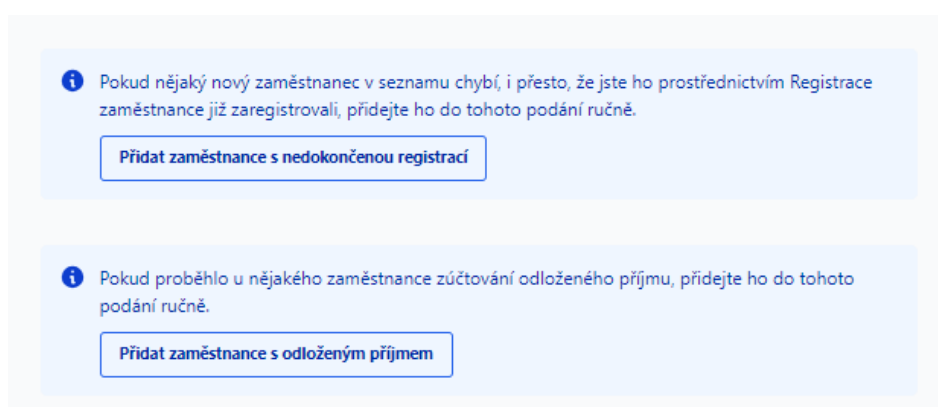 Pokud nějaký nový zaměstnanec v seznamu chybí, i přesto, že jste ho prostřednictvím Registrace
zaměstnance již zaregistrovali, přidejte ho do tohoto podání ručně.
Přidat zaměstnance s nedokončenou registrací
Pokud proběhlo u nějakého zaměstnance zúčtování odloženého příjmu, přidejte ho do tohoto
podání ručně.
Přidat zaměstnance s odloženým příjmem